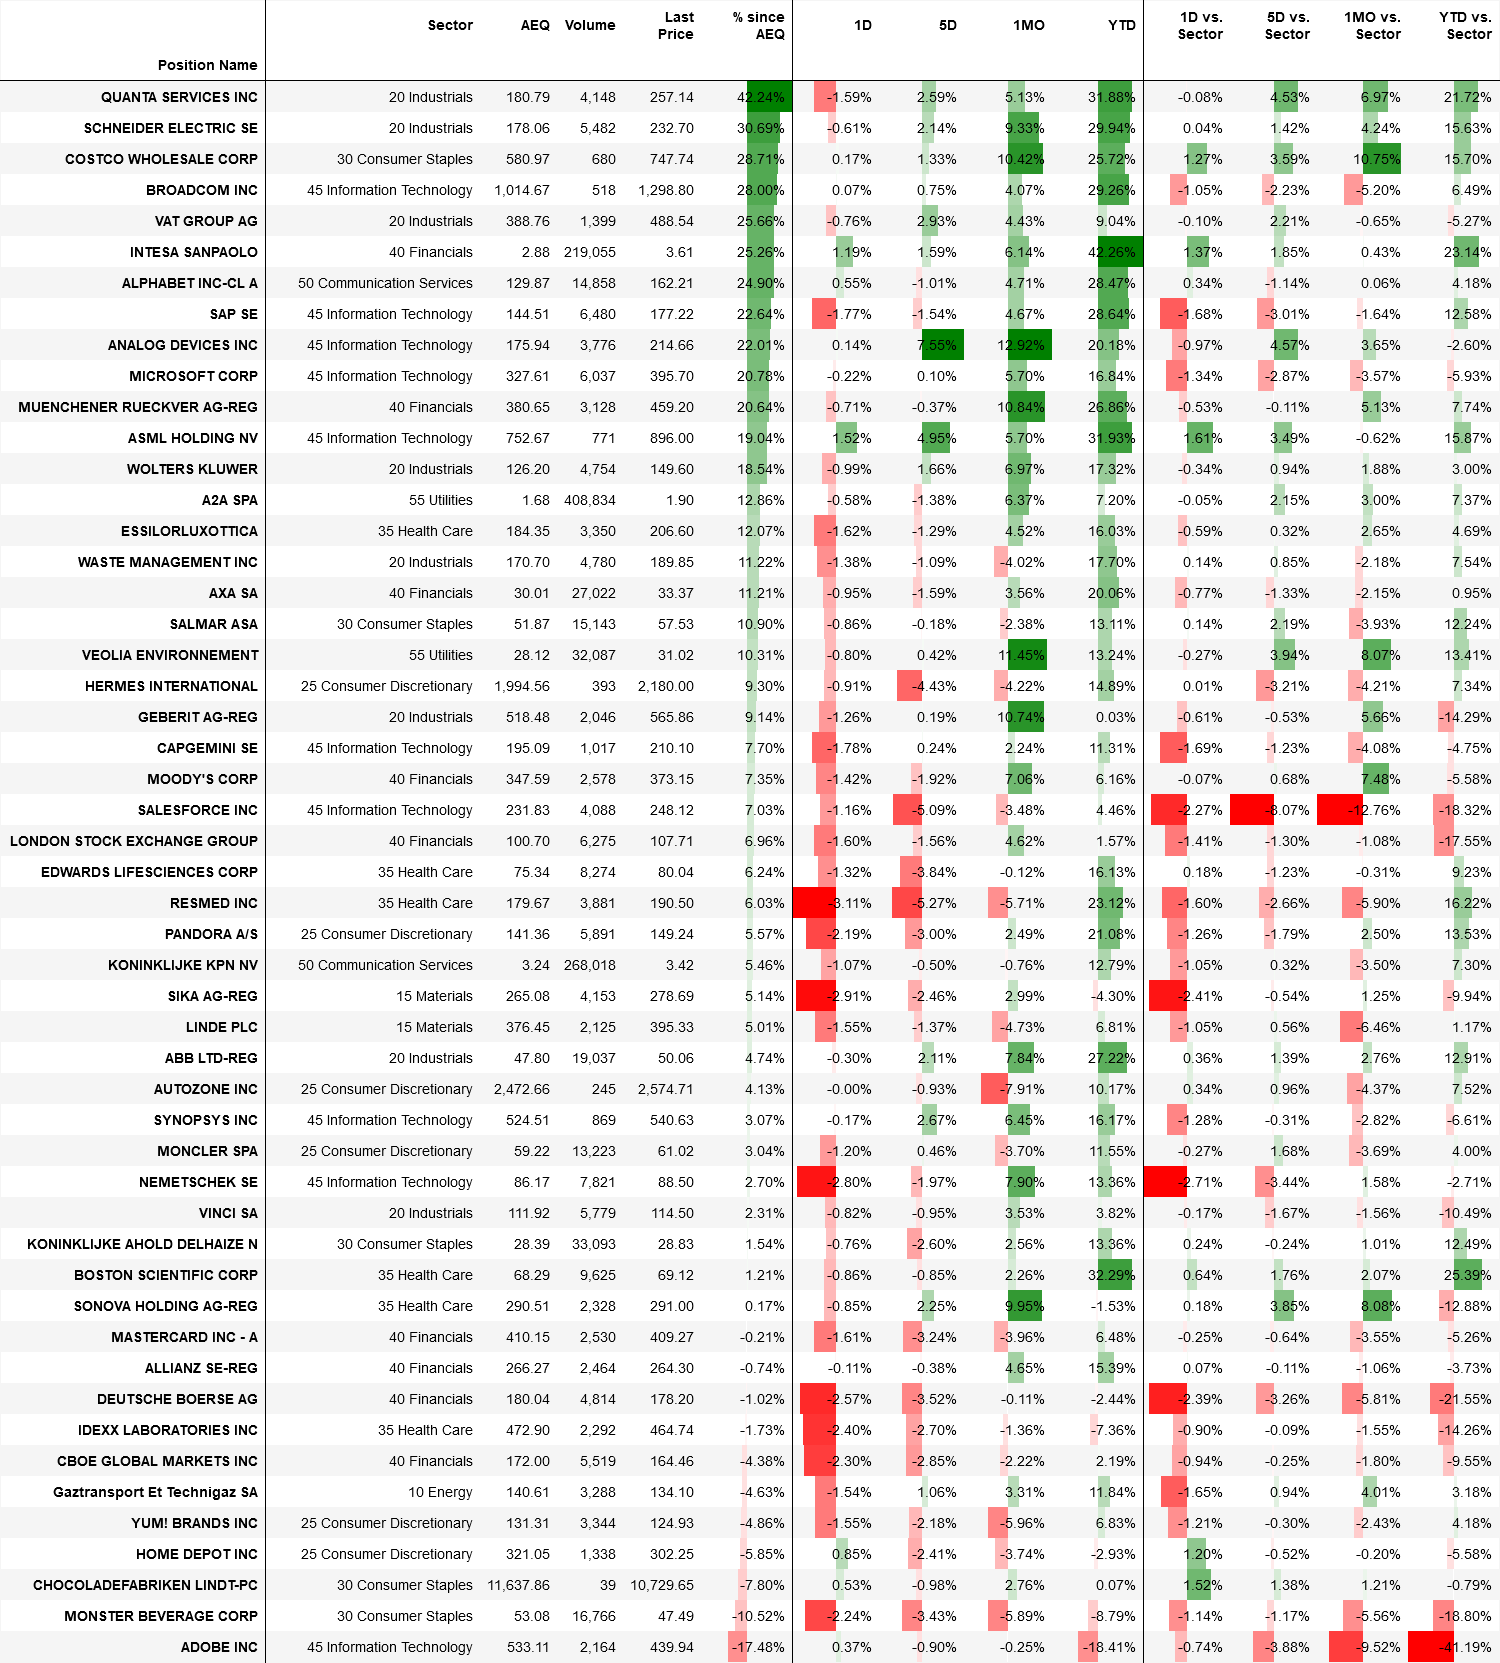 Position Name Sector AEQ Volume Last Price % since AEQ 1D 5D 1MO YTD 1D vs. Sector 5D vs. Sector 1MO vs. Sector YTD vs. Sector
QUANTA SERVICES INC 20 Industrials 180.79 4,148 257.14 42.24% -1.59% 2.59% 5.13% 31.88% -0.08% 4.53% 6.97% 21.72%
SCHNEIDER ELECTRIC SE 20 Industrials 178.06 5,482 232.70 30.69% -0.61% 2.14% 9.33% 29.94% 0.04% 1.42% 4.24% 15.63%
COSTCO WHOLESALE CORP 30 Consumer Staples 580.97 680 747.74 28.71% 0.17% 1.33% 10.42% 25.72% 1.27% 3.59% 10.75% 15.70%
BROADCOM INC 45 Information Technology 1,014.67 518 1,298.80 28.00% 0.07% 0.75% 4.07% 29.26% -1.05% -2.23% -5.20% 6.49%
VAT GROUP AG 20 Industrials 388.76 1,399 488.54 25.66% -0.76% 2.93% 4.43% 9.04% -0.10% 2.21% -0.65% -5.27%
INTESA SANPAOLO 40 Financials 2.88 219,055 3.61 25.26% 1.19% 1.59% 6.14% 42.26% 1.37% 1.85% 0.43% 23.14%
ALPHABET INC-CL A 50 Communication Services 129.87 14,858 162.21 24.90% 0.55% -1.01% 4.71% 28.47% 0.34% -1.14% 0.06% 4.18%
SAP SE 45 Information Technology 144.51 6,480 177.22 22.64% -1.77% -1.54% 4.67% 28.64% -1.68% -3.01% -1.64% 12.58%
ANALOG DEVICES INC 45 Information Technology 175.94 3,776 214.66 22.01% 0.14% 7.55% 12.92% 20.18% -0.97% 4.57% 3.65% -2.60%
MICROSOFT CORP 45 Information Technology 327.61 6,037 395.70 20.78% -0.22% 0.10% 5.70% 16.84% -1.34% -2.87% -3.57% -5.93%
MUENCHENER RUECKVER AG-REG 40 Financials 380.65 3,128 459.20 20.64% -0.71% -0.37% 10.84% 26.86% -0.53% -0.11% 5.13% 7.74%
ASML HOLDING NV 45 Information Technology 752.67 771 896.00 19.04% 1.52% 4.95% 5.70% 31.93% 1.61% 3.49% -0.62% 15.87%
WOLTERS KLUWER 20 Industrials 126.20 4,754 149.60 18.54% -0.99% 1.66% 6.97% 17.32% -0.34% 0.94% 1.88% 3.00%
A2A SPA 55 Utilities 1.68 408,834 1.90 12.86% -0.58% -1.38% 6.37% 7.20% -0.05% 2.15% 3.00% 7.37%
ESSILORLUXOTTICA 35 Health Care 184.35 3,350 206.60 12.07% -1.62% -1.29% 4.52% 16.03% -0.59% 0.32% 2.65% 4.69%
WASTE MANAGEMENT INC 20 Industrials 170.70 4,780 189.85 11.22% -1.38% -1.09% -4.02% 17.70% 0.14% 0.85% -2.18% 7.54%
AXA SA 40 Financials 30.01 27,022 33.37 11.21% -0.95% -1.59% 3.56% 20.06% -0.77% -1.33% -2.15% 0.95%
SALMAR ASA 30 Consumer Staples 51.87 15,143 57.53 10.90% -0.86% -0.18% -2.38% 13.11% 0.14% 2.19% -3.93% 12.24%
VEOLIA ENVIRONNEMENT 55 Utilities 28.12 32,087 31.02 10.31% -0.80% 0.42% 11.45% 13.24% -0.27% 3.94% 8.07% 13.41%
HERMES INTERNATIONAL 25 Consumer Discretionary 1,994.56 393 2,180.00 9.30% -0.91% -4.43% -4.22% 14.89% 0.01% -3.21% -4.21% 7.34%
GEBERIT AG-REG 20 Industrials 518.48 2,046 565.86 9.14% -1.26% 0.19% 10.74% 0.03% -0.61% -0.53% 5.66% -14.29%
CAPGEMINI SE 45 Information Technology 195.09 1,017 210.10 7.70% -1.78% 0.24% 2.24% 11.31% -1.69% -1.23% -4.08% -4.75%
MOODY'S CORP 40 Financials 347.59 2,578 373.15 7.35% -1.42% -1.92% 7.06% 6.16% -0.07% 0.68% 7.48% -5.58%
SALESFORCE INC 45 Information Technology 231.83 4,088 248.12 7.03% -1.16% -5.09% -3.48% 4.46% -2.27% -8.07% -12.76% -18.32%
LONDON STOCK EXCHANGE GROUP 40 Financials 100.70 6,275 107.71 6.96% -1.60% -1.56% 4.62% 1.57% -1.41% -1.30% -1.08% -17.55%
EDWARDS LIFESCIENCES CORP 35 Health Care 75.34 8,274 80.04 6.24% -1.32% -3.84% -0.12% 16.13% 0.18% -1.23% -0.31% 9.23%
RESMED INC 35 Health Care 179.67 3,881 190.50 6.03% -3.11% -5.27% -5.71% 23.12% -1.60% -2.66% -5.90% 16.22%
PANDORA A/S 25 Consumer Discretionary 141.36 5,891 149.24 5.57% -2.19% -3.00% 2.49% 21.08% -1.26% -1.79% 2.50% 13.53%
KONINKLIJKE KPN NV 50 Communication Services 3.24 268,018 3.42 5.46% -1.07% -0.50% -0.76% 12.79% -1.05% 0.32% -3.50% 7.30%
SIKA AG-REG 15 Materials 265.08 4,153 278.69 5.14% -2.91% -2.46% 2.99% -4.30% -2.41% -0.54% 1.25% -9.94%
LINDE PLC 15 Materials 376.45 2,125 395.33 5.01% -1.55% -1.37% -4.73% 6.81% -1.05% 0.56% -6.46% 1.17%
ABB LTD-REG 20 Industrials 47.80 19,037 50.06 4.74% -0.30% 2.11% 7.84% 27.22% 0.36% 1.39% 2.76% 12.91%
AUTOZONE INC 25 Consumer Discretionary 2,472.66 245 2,574.71 4.13% -0.00% -0.93% -7.91% 10.17% 0.34% 0.96% -4.37% 7.52%
SYNOPSYS INC 45 Information Technology 524.51 869 540.63 3.07% -0.17% 2.67% 6.45% 16.17% -1.28% -0.31% -2.82% -6.61%
MONCLER SPA 25 Consumer Discretionary 59.22 13,223 61.02 3.04% -1.20% 0.46% -3.70% 11.55% -0.27% 1.68% -3.69% 4.00%
NEMETSCHEK SE 45 Information Technology 86.17 7,821 88.50 2.70% -2.80% -1.97% 7.90% 13.36% -2.71% -3.44% 1.58% -2.71%
VINCI SA 20 Industrials 111.92 5,779 114.50 2.31% -0.82% -0.95% 3.53% 3.82% -0.17% -1.67% -1.56% -10.49%
KONINKLIJKE AHOLD DELHAIZE N 30 Consumer Staples 28.39 33,093 28.83 1.54% -0.76% -2.60% 2.56% 13.36% 0.24% -0.24% 1.01% 12.49%
BOSTON SCIENTIFIC CORP 35 Health Care 68.29 9,625 69.12 1.21% -0.86% -0.85% 2.26% 32.29% 0.64% 1.76% 2.07% 25.39%
SONOVA HOLDING AG-REG 35 Health Care 290.51 2,328 291.00 0.17% -0.85% 2.25% 9.95% -1.53% 0.18% 3.85% 8.08% -12.88%
MASTERCARD INC - A 40 Financials 410.15 2,530 409.27 -0.21% -1.61% -3.24% -3.96% 6.48% -0.25% -0.64% -3.55% -5.26%
ALLIANZ SE-REG 40 Financials 266.27 2,464 264.30 -0.74% -0.11% -0.38% 4.65% 15.39% 0.07% -0.11% -1.06% -3.73%
DEUTSCHE BOERSE AG 40 Financials 180.04 4,814 178.20 -1.02% -2.57% -3.52% -0.11% -2.44% -2.39% -3.26% -5.81% -21.55%
IDEXX LABORATORIES INC 35 Health Care 472.90 2,292 464.74 -1.73% -2.40% -2.70% -1.36% -7.36% -0.90% -0.09% -1.55% -14.26%
CBOE GLOBAL MARKETS INC 40 Financials 172.00 5,519 164.46 -4.38% -2.30% -2.85% -2.22% 2.19% -0.94% -0.25% -1.80% -9.55%
Gaztransport Et Technigaz SA 10 Energy 140.61 3,288 134.10 -4.63% -1.54% 1.06% 3.31% 11.84% -1.65% 0.94% 4.01% 3.18%
YUM! BRANDS INC 25 Consumer Discretionary 131.31 3,344 124.93 -4.86% -1.55% -2.18% -5.96% 6.83% -1.21% -0.30% -2.43% 4.18%
HOME DEPOT INC 25 Consumer Discretionary 321.05 1,338 302.25 -5.85% 0.85% -2.41% -3.74% -2.93% 1.20% -0.52% -0.20% -5.58%
CHOCOLADEFABRIKEN LINDT-PC 30 Consumer Staples 11,637.86 39 10,729.65 -7.80% 0.53% -0.98% 2.76% 0.07% 1.52% 1.38% 1.21% -0.79%
MONSTER BEVERAGE CORP 30 Consumer Staples 53.08 16,766 47.49 -10.52% -2.24% -3.43% -5.89% -8.79% -1.14% -1.17% -5.56% -18.80%
ADOBE INC 45 Information Technology 533.11 2,164 439.94 -17.48% 0.37% -0.90% -0.25% -18.41% -0.74% -3.88% -9.52% -41.19%